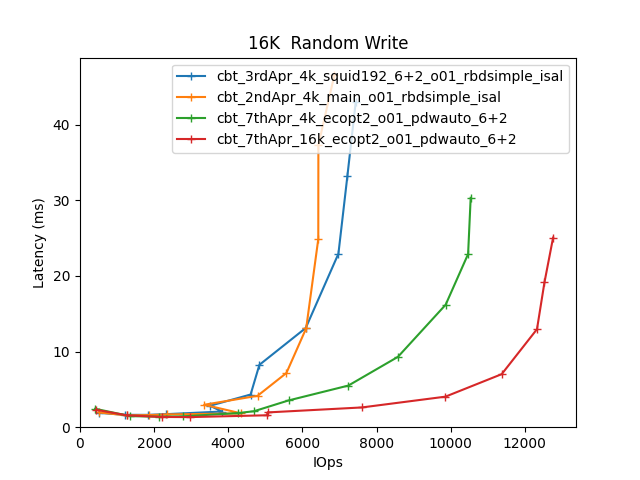 16K  Random Write
cbt_3rdApr_4k_squid192_6+2_o01_rbdsimple_isal
cbt_2ndApr_4k_main_o01_rbdsimple_isal
cbt_7thApr_4k_ecopt2_o01_pdwauto_6+2
cbt_7thApr_16k_ecopt2_o01_pdwauto_6+2
Latency (ms)
40
30
20
10
0
0 2000 4000 6000 8000 10000 12000
IOps